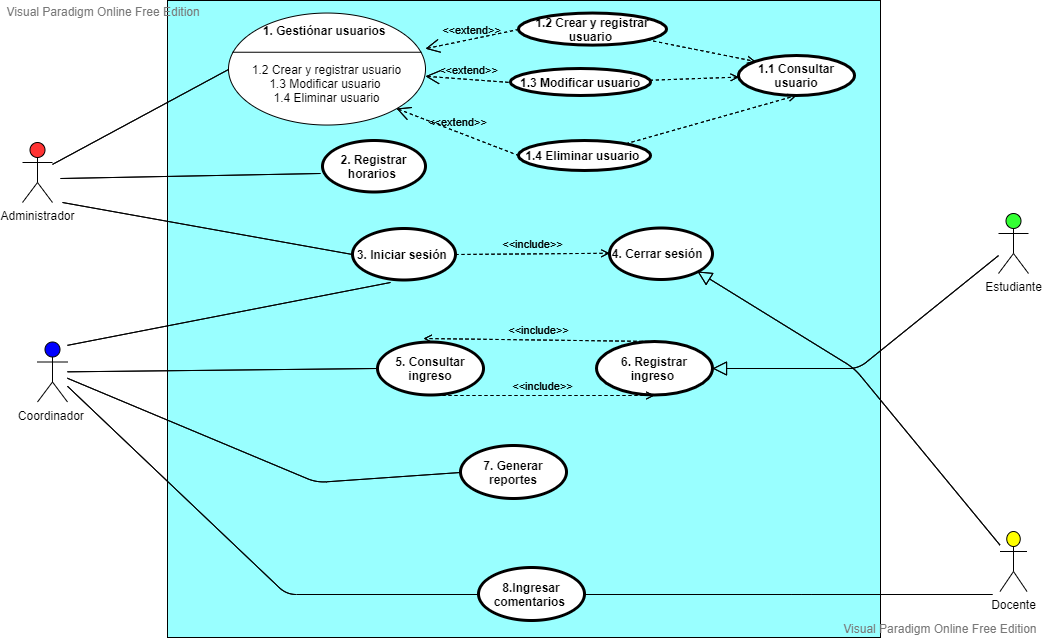 Visual Paradigm Online Free Edition
1. Gestiónar usuarios
1.2 Crear y registrar usuario
1.3 Modificar usuario
1.4 Eliminar usuario
<<extend>>
1.2 Crear y registrar
usuario
<<extend>>
1.3 Modificar usuario
1.1 Consultar
usuario
<<extend>>
1.4 Eliminar usuario
Administrador
2. Registrar
horarios
3. Iniciar sesión
<<include>>
4. Cerrar sesión
Estudiante
Coordinador
<<include>>
5. Consultar
ingreso
6. Registrar
ingreso
<<include>>
7. Generar
reportes
8.Ingresar
comentarios
Docente
Visual Paradigm Online Free Edition